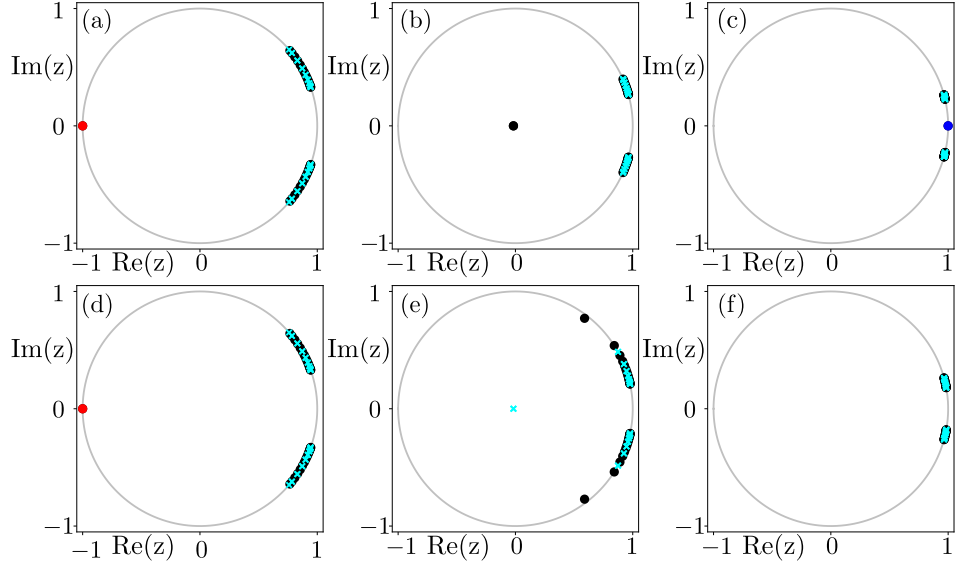 (a) (b) (c)
1 1 1
Im(z) Im(z) Im(z)
0 0 0
−1 −1 −1
−1 Re(z) 0 1 −1 Re(z) 0 1 −1 Re(z) 0 1
(d) (e) (f)
1 1 1
Im(z) Im(z) Im(z)
0 0 0
−1 −1 −1
−1 Re(z) 0 1 −1 Re(z) 0 1 −1 Re(z) 0 1